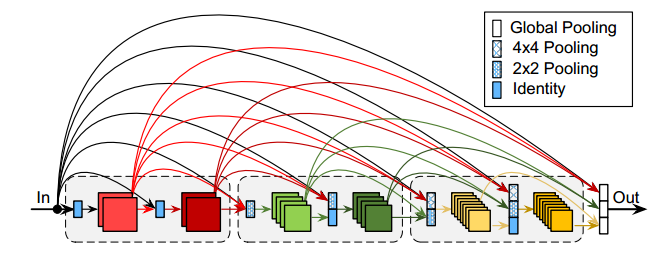 Global Pooling
4x4 Pooling
2x2 Pooling
Identity
In
Out